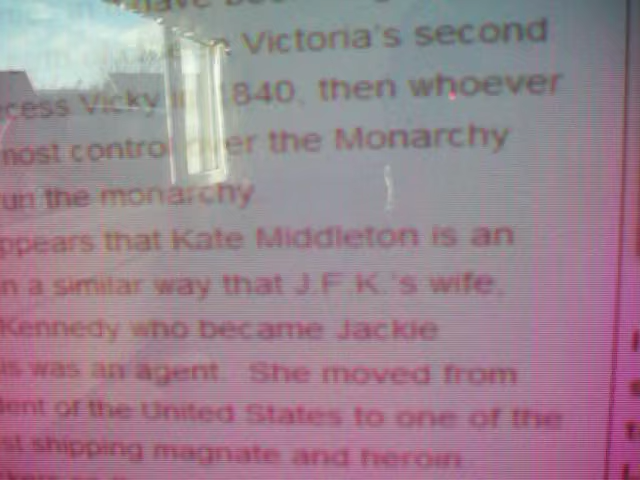 have
Victoria's second
cess Vicky in 1840, then whoever
most control over the Monarchy
un the monarchy
ppears that Kate Middleton is an
n a similar way that J.F.K.'s wife,
Kennedy who became Jackie
is was an agent. She moved from
dent of the United States to one of the
st shipping magnate and heroin